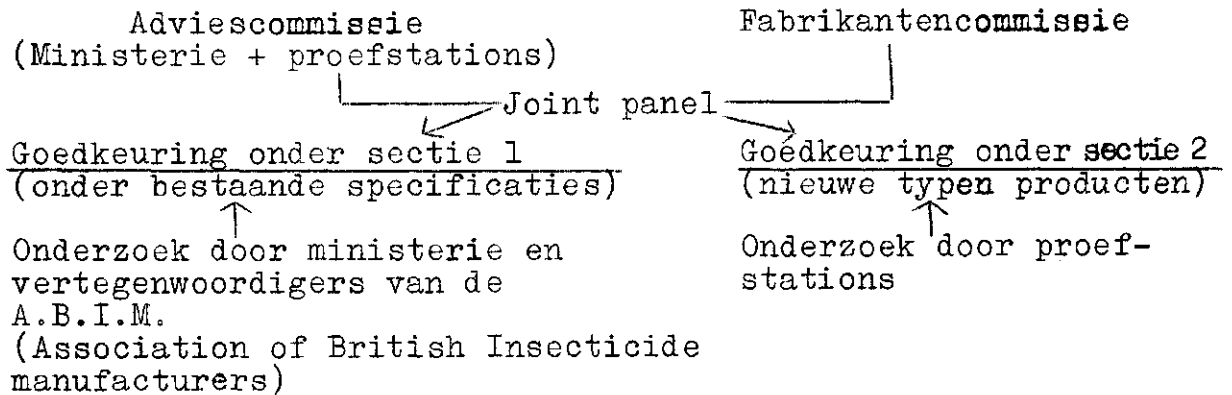 Adviescommissie
(Ministerie + proefstations)
Fabrikantencommissie
Joint panel
Goedkeuring onder sectie 1
(onder bestaande specificaties)
Goedkeuring onder sectie 2
(nieuwe typen producten)
Onderzoek door ministerie en
vertegenwoordigers van de
A.B.I.M.
(Association of British Insecticide
manufacturers)
Onderzoek door proef-
stations